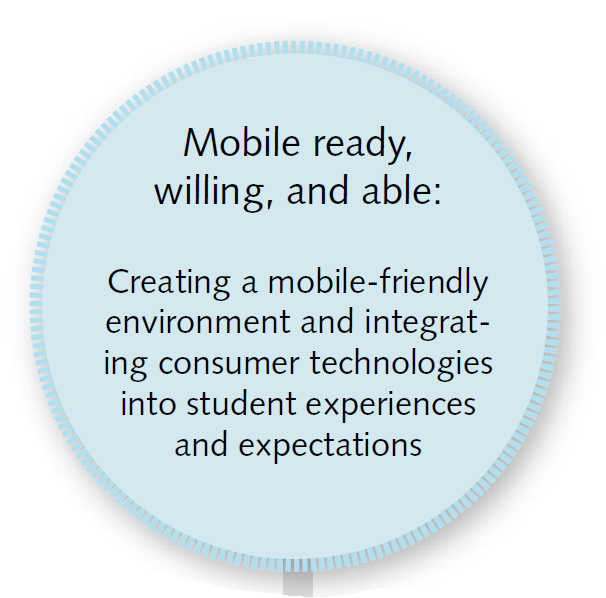 Mobile ready,
willing, and able:
Creating a mobile-friendly
environment and integrat-
ing consumer technologies
into student experiences
and expectations